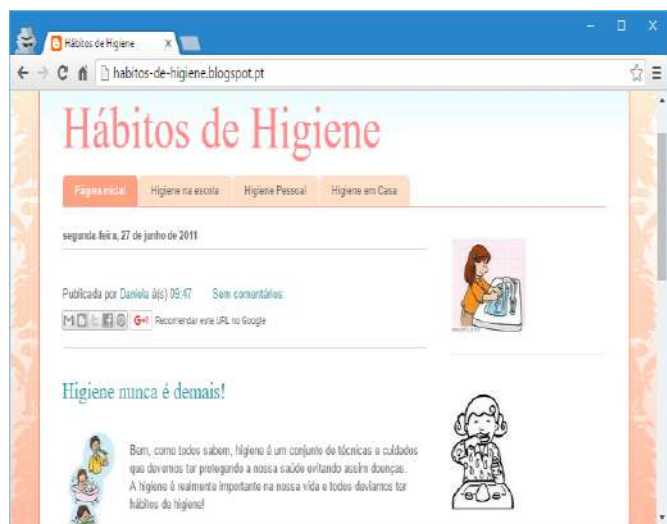 Hábitos de Higiene
habitos-de-higiene.blogspot.pt
Hábitos de Higiene
Página inicial Higiene na escola Higiene Pessoal Higiene em Casa
segunda-feira, 27 de junho de 2011
Publicada por Daniela à(s) 09:47 Sem comentários:
G+1 Recomendar este URL no Google
Higiene nunca é demais!
Bem, como todos sabem, higiene é um conjunto de técnicas e cuidados
que devemos ter protegendo a nossa saúde evitando assim doenças.
A higiene é realmente importante na nossa vida e todos devíamos ter
hábitos de higiene!